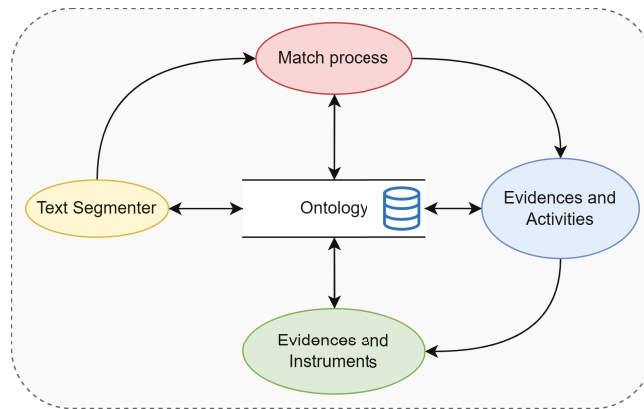 Match process
Text Segmenter
Ontology
Evidences and
Activities
Evidences and
Instruments